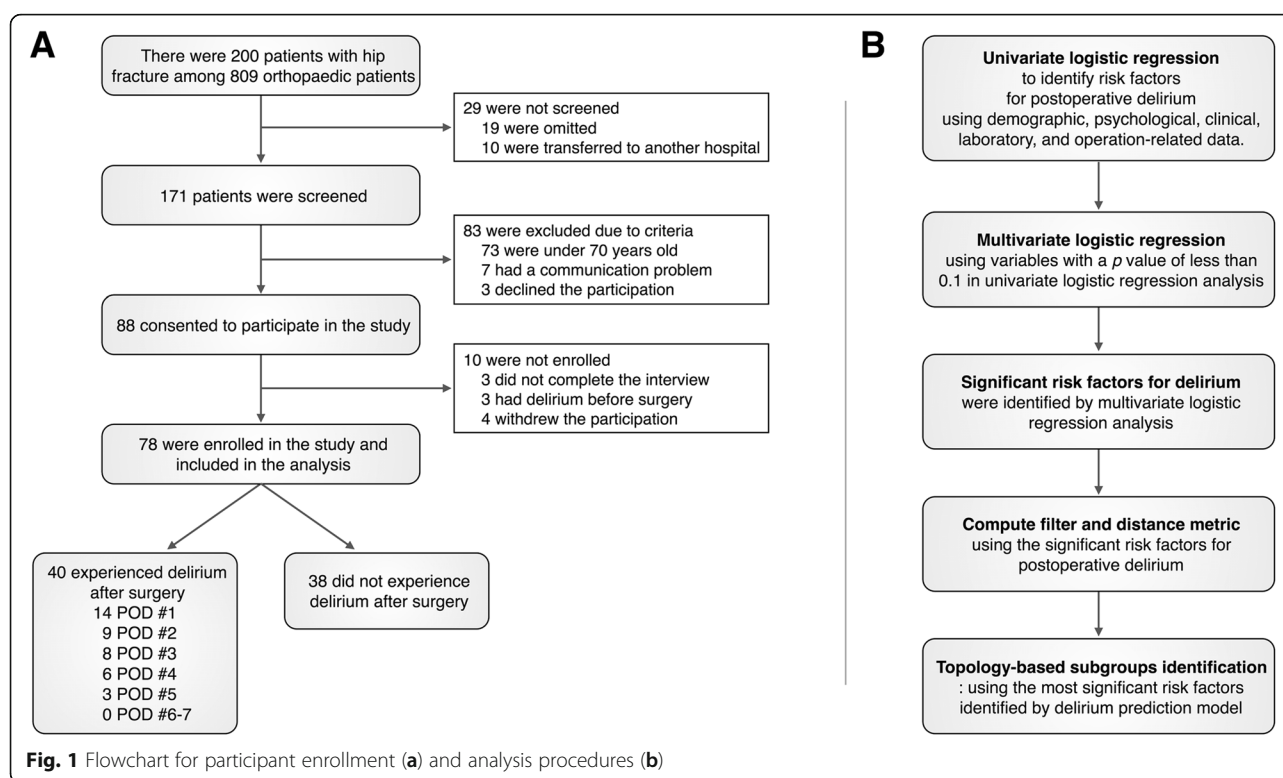 A
There were 200 patients with hip
fracture among 809 orthopaedic patients
29 were not screened
19 were omitted
10 were transferred to another hospital
171 patients were screened
83 were excluded due to criteria
73 were under 70 years old
7 had a communication problem
3 declined the participation
88 consented to participate in the study
10 were not enrolled
3 did not complete the interview
3 had delirium before surgery
4 withdrew the participation
78 were enrolled in the study and
included in the analysis
40 experienced delirium
after surgery
14 POD #1
9 POD #2
8 POD #3
6 POD #4
3 POD #5
0 POD #6-7
38 did not experience
delirium after surgery
B
Univariate logistic regression
to identify risk factors
for postoperative delirium
using demographic, psychological, clinical,
laboratory, and operation-related data.
Multivariate logistic regression
using variables with a p value of less than
0.1 in univariate logistic regression analysis
Significant risk factors for delirium
were identified by multivariate logistic
regression analysis
Compute filter and distance metric
using the significant risk factors for
postoperative delirium
Topology-based subgroups identification
: using the most significant risk factors
identified by delirium prediction model
Fig. 1 Flowchart for participant enrollment (a) and analysis procedures (b)